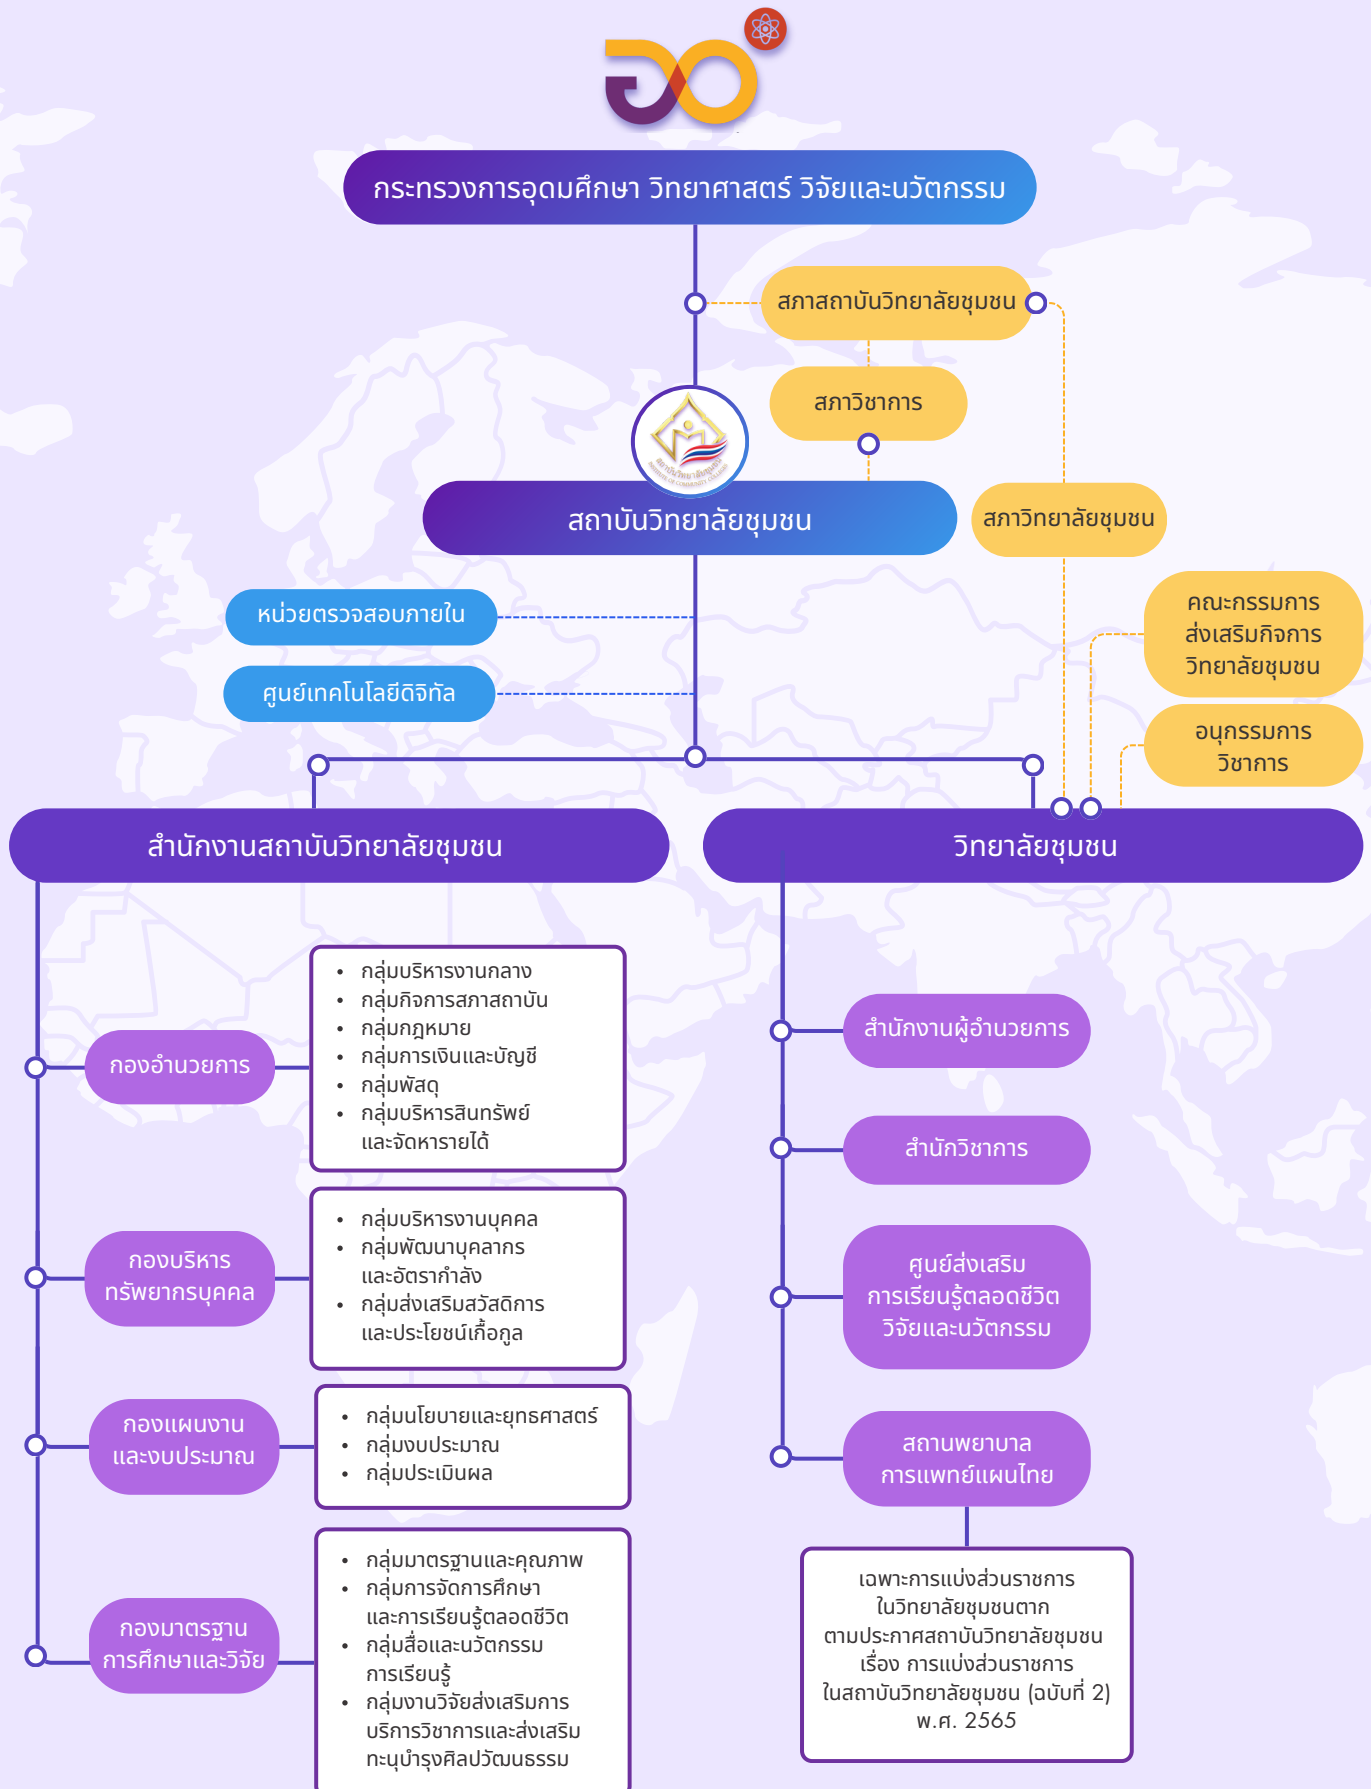 กระทรวงการอุดมศึกษา วิทยาศาสตร์ วิจัยและนวัตกรรม
สภาสถาบันวิทยาลัยชุมชน
สภาวิชาการ
สถาบันวิทยาลัยชุมชน
INSTITUTE OF COMMUNITY COLLEGES
สถาบันวิทยาลัยชุมชน
สภาวิทยาลัยชุมชน
หน่วยตรวจสอบภายใน
ศูนย์เทคโนโลยีดิจิทัล
คณะกรรมการ
ส่งเสริมกิจการ
วิทยาลัยชุมชน
อนุกรรมการ
วิชาการ
สำนักงานสถาบันวิทยาลัยชุมชน
กองอำนวยการ
• กลุ่มบริหารงานกลาง
• กลุ่มกิจการสภาสถาบัน
• กลุ่มกฎหมาย
• กลุ่มการเงินและบัญชี
• กลุ่มพัสดุ
• กลุ่มบริหารสินทรัพย์
และจัดหารายได้
กองบริหาร
ทรัพยากรบุคคล
• กลุ่มบริหารงานบุคคล
• กลุ่มพัฒนาบุคลากร
และอัตรากำลัง
• กลุ่มส่งเสริมสวัสดิการ
และประโยชน์เกื้อกูล
กองแผนงาน
และงบประมาณ
• กลุ่มนโยบายและยุทธศาสตร์
• กลุ่มงบประมาณ
• กลุ่มประเมินผล
กองมาตรฐาน
การศึกษาและวิจัย
• กลุ่มมาตรฐานและคุณภาพ
• กลุ่มการจัดการศึกษา
และการเรียนรู้ตลอดชีวิต
• กลุ่มสื่อและนวัตกรรม
การเรียนรู้
• กลุ่มงานวิจัยส่งเสริมการ
บริการวิชาการและส่งเสริม
ทะนุบำรุงศิลปวัฒนธรรม
วิทยาลัยชุมชน
สำนักงานผู้อำนวยการ
สำนักวิชาการ
ศูนย์ส่งเสริม
การเรียนรู้ตลอดชีวิต
วิจัยและนวัตกรรม
สถานพยาบาล
การแพทย์แผนไทย
เฉพาะการแบ่งส่วนราชการ
ในวิทยาลัยชุมชนตาก
ตามประกาศสถาบันวิทยาลัยชุมชน
เรื่อง การแบ่งส่วนราชการ
ในสถาบันวิทยาลัยชุมชน (ฉบับที่ 2)
พ.ศ. 2565